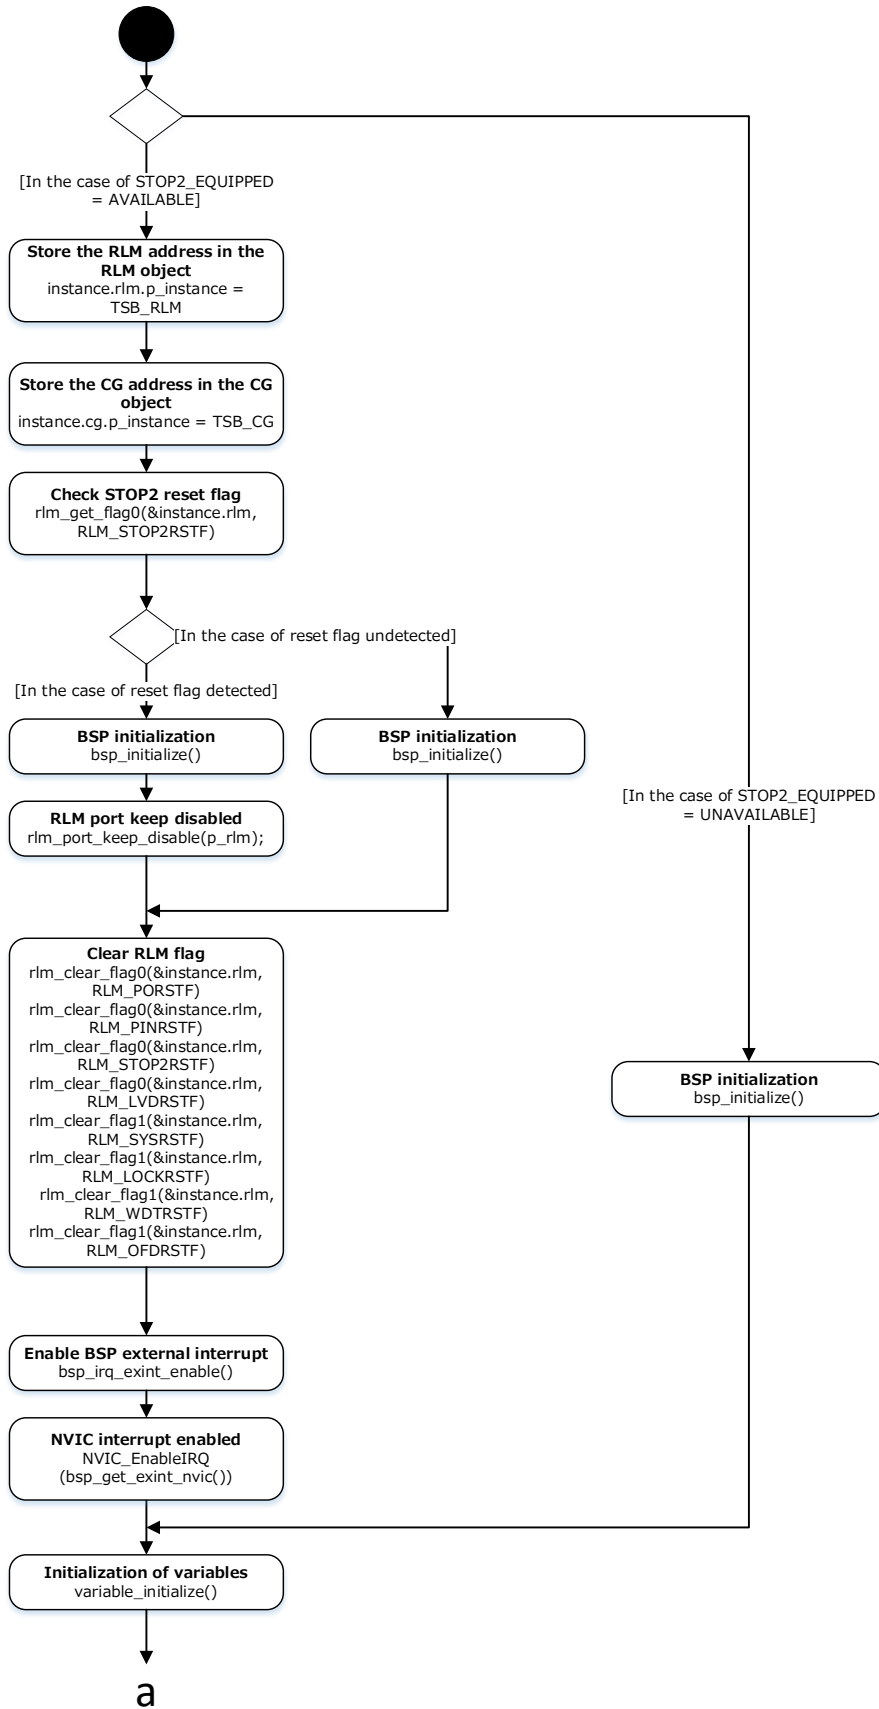 [In the case of STOP2_EQUIPPED
= AVAILABLE]
Store the RLM address in the
RLM object
instance.rlm.p_instance =
TSB_RLM
Store the CG address in the CG
object
instance.cg.p_instance = TSB_CG
Check STOP2 reset flag
rlm_get_flag0(&instance.rlm,
RLM_STOP2RSTF)
[In the case of reset flag undetected]
[In the case of reset flag detected]
BSP initialization
bsp_initialize()
BSP initialization
bsp_initialize()
RLM port keep disabled
rlm_port_keep_disable(p_rlm);
[In the case of STOP2_EQUIPPED
= UNAVAILABLE]
Clear RLM flag
rlm_clear_flag0(&instance.rlm,
RLM_PORSTF)
rlm_clear_flag0(&instance.rlm,
RLM_PINRSTF)
rlm_clear_flag0(&instance.rlm,
RLM_STOP2RSTF)
rlm_clear_flag0(&instance.rlm,
RLM_LVDRSTF)
rlm_clear_flag1(&instance.rlm,
RLM_SYSRSTF)
rlm_clear_flag1(&instance.rlm,
RLM_LOCKRSTF)
rlm_clear_flag1(&instance.rlm,
RLM_WDTRSTF)
rlm_clear_flag1(&instance.rlm,
RLM_OFDRSTF)
BSP initialization
bsp_initialize()
Enable BSP external interrupt
bsp_irq_exint_enable()
NVIC interrupt enabled
NVIC_EnableIRQ
(bsp_get_exint_nvic())
Initialization of variables
variable_initialize()
a